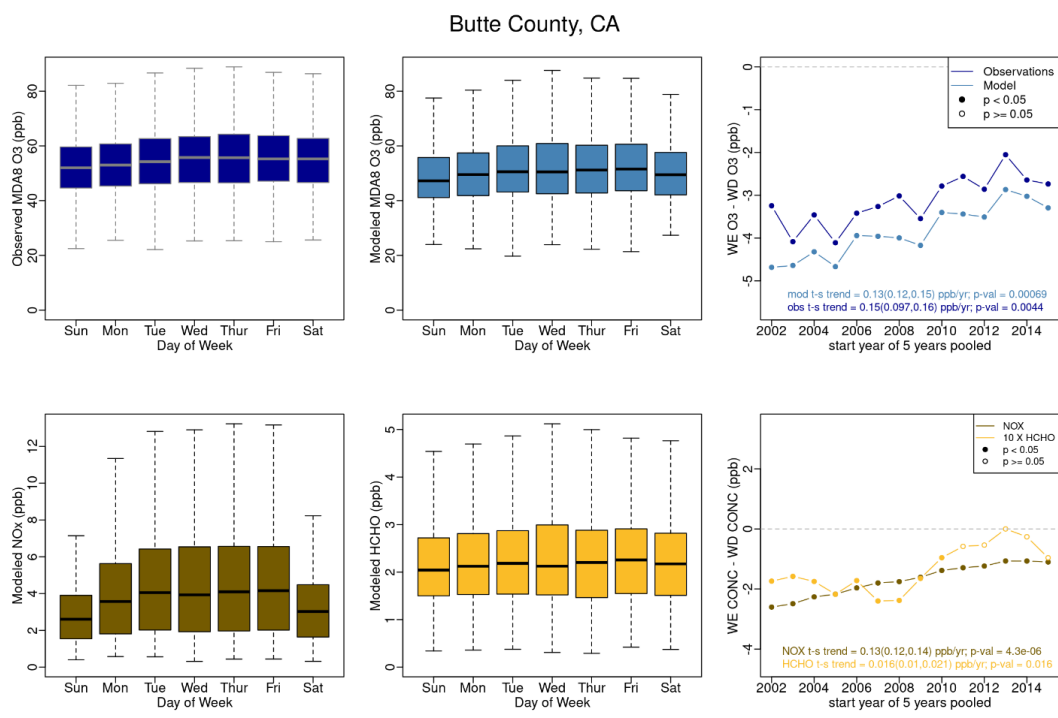 Butte County, CA
Observed MDA8 O3 (ppb)
0 20 40 60 80
Sun Mon Tue Wed Thur Fri Sat
Day of Week
Modeled MDA8 O3 (ppb)
0 20 40 60 80
Sun Mon Tue Wed Thur Fri Sat
Day of Week
WE O3 - WD O3 (ppb)
-5 -4 -3 -2 -1 0
Observations
Model
p < 0.05
p >= 0.05
mod t-s trend = 0.13(0.12,0.15) ppb/yr; p-val = 0.00069
obs t-s trend = 0.15(0.097,0.16) ppb/yr; p-val = 0.0044
2002 2004 2006 2008 2010 2012 2014
start year of 5 years pooled
Modeled NOx (ppb)
0 2 4 6 8 10 12
Sun Mon Tue Wed Thur Fri Sat
Day of Week
Modeled HCHO (ppb)
0 1 2 3 4 5
Sun Mon Tue Wed Thur Fri Sat
Day of Week
WE CONC - WD CONC (ppb)
-4 -2 0 2
NOX
10 X HCHO
p < 0.05
p >= 0.05
NOX t-s trend = 0.13(0.12,0.14) ppb/yr; p-val = 4.3e-06
HCHO t-s trend = 0.016(0.01,0.021) ppb/yr; p-val = 0.016
2002 2004 2006 2008 2010 2012 2014
start year of 5 years pooled